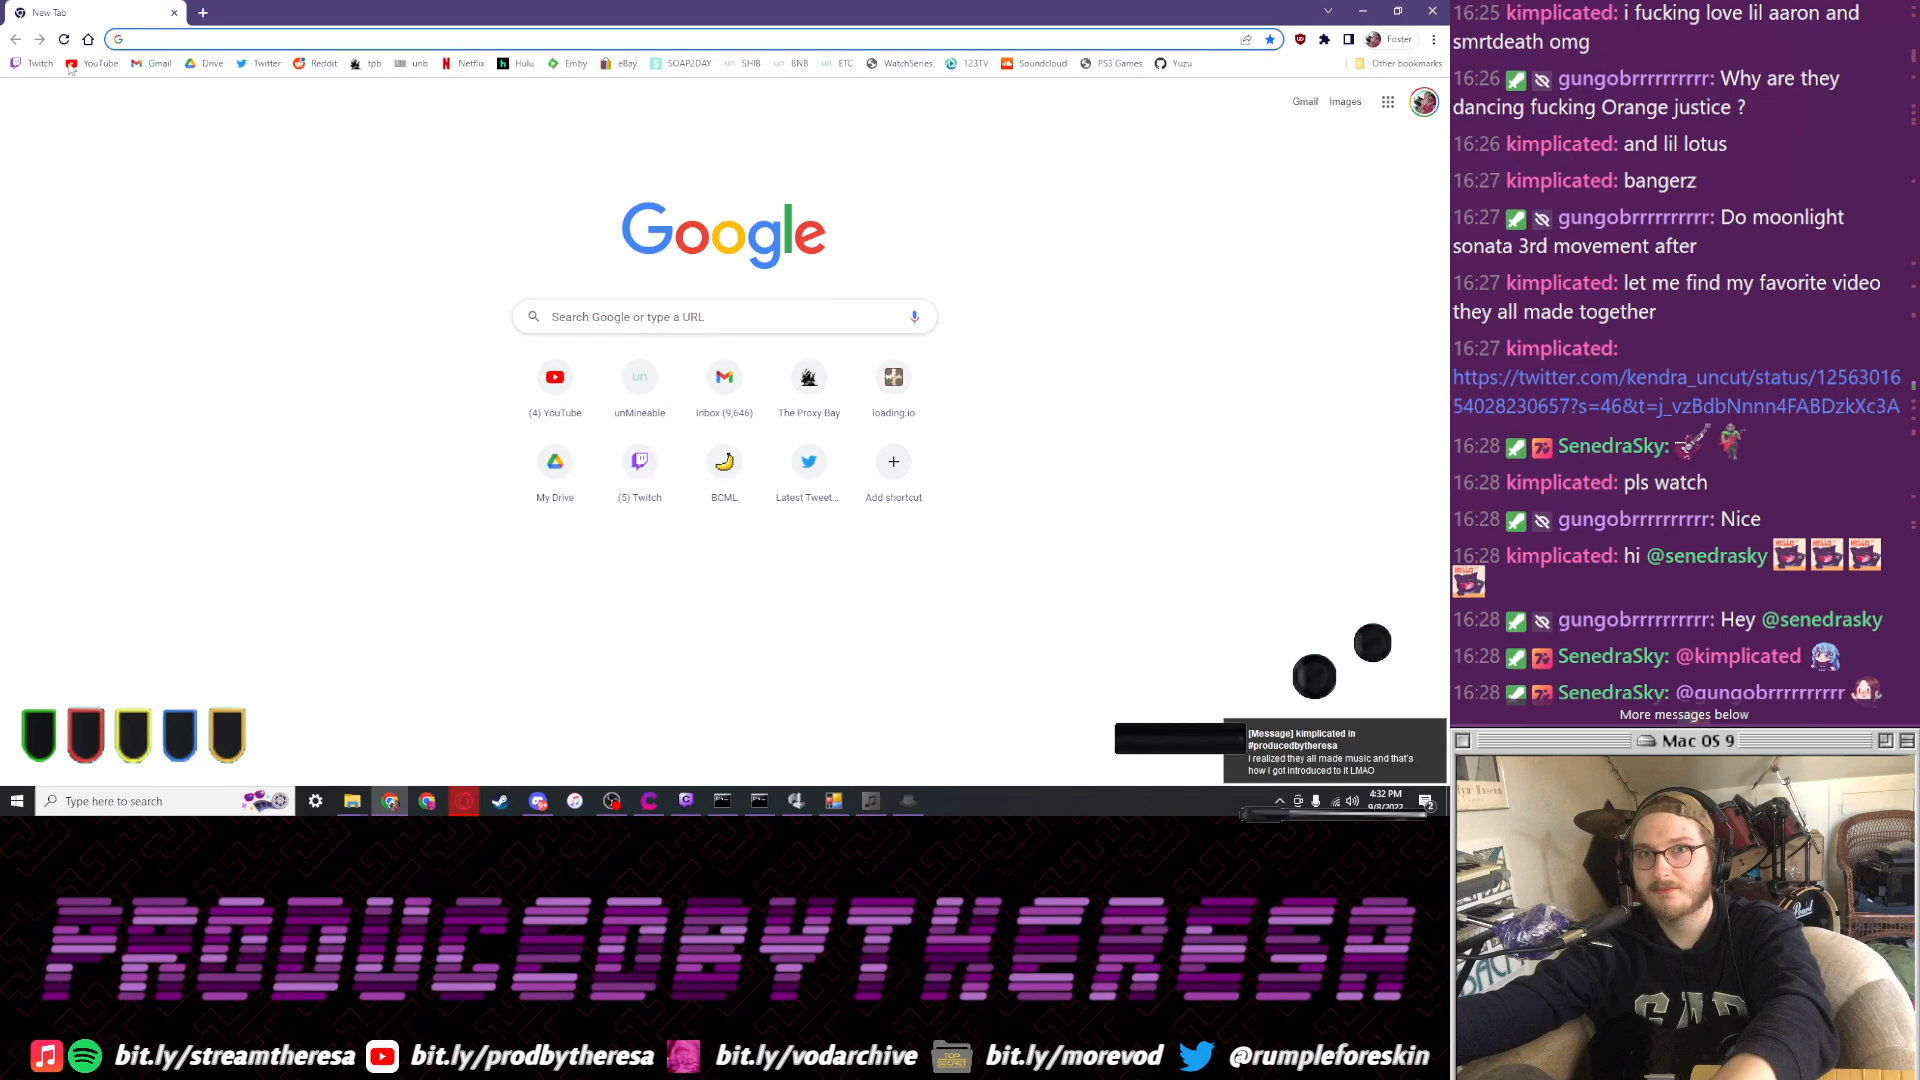 New Tab
Foster
Twitch YouTube Gmail Drive Twitter Reddit tpb unb Netflix Hulu Emby eBay SOAP2DAY SHIB BNB ETC WatchSeries 123TV Soundcloud PS3 Games Yuzu Other bookmarks
Gmail Images
Google
Search Google or type a URL
(4) YouTube unMineable Inbox (9,646) The Proxy Bay loading.io
My Drive (5) Twitch BCML Latest Tweet... Add shortcut
[Message] kimplicated in
#producedbytheresa
i realized they all made music and that's
how i got introduced to it LMAO
Type here to search
4:32 PM
9/8/2022
16:25 kimplicated: i fucking love lil aaron and
smrtdeath omg
16:26 gungobrrrrrrrrrr: Why are they
dancing fucking Orange justice ?
16:26 kimplicated: and lil lotus
16:27 kimplicated: bangerz
16:27 gungobrrrrrrrrrr: Do moonlight
sonata 3rd movement after
16:27 kimplicated: let me find my favorite video
they all made together
16:27 kimplicated:
https://twitter.com/kendra_uncut/status/12563016
54028230657?s=46&t=j_vzBdbNnnn4FABDzkXc3A
16:28 SenedraSky:
16:28 kimplicated: pls watch
16:28 gungobrrrrrrrrrr: Nice
16:28 kimplicated: hi @senedrasky
16:28 gungobrrrrrrrrrr: Hey @senedrasky
16:28 SenedraSky: @kimplicated
16:28 SenedraSky: @gungobrrrrrrrrrr
More messages below
Mac OS 9
Pearl
GAP
PRODUCEDBYTHERESA
bit.ly/streamtheresa bit.ly/prodbytheresa bit.ly/vodarchive TOP SECRET bit.ly/morevod @rumpleforeskin